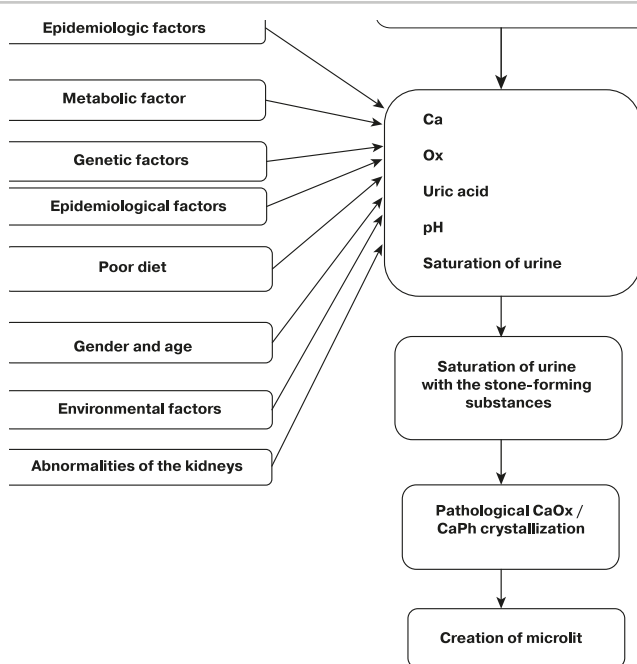 Epidemiologic factors
Metabolic factor
Genetic factors
Epidemiological factors
Poor diet
Gender and age
Environmental factors
Abnormalities of the kidneys
Ca
Ox
Uric acid
pH
Saturation of urine
Saturation of urine
with the stone-forming
substances
Pathological CaOx /
CaPh crystallization
Creation of microlit